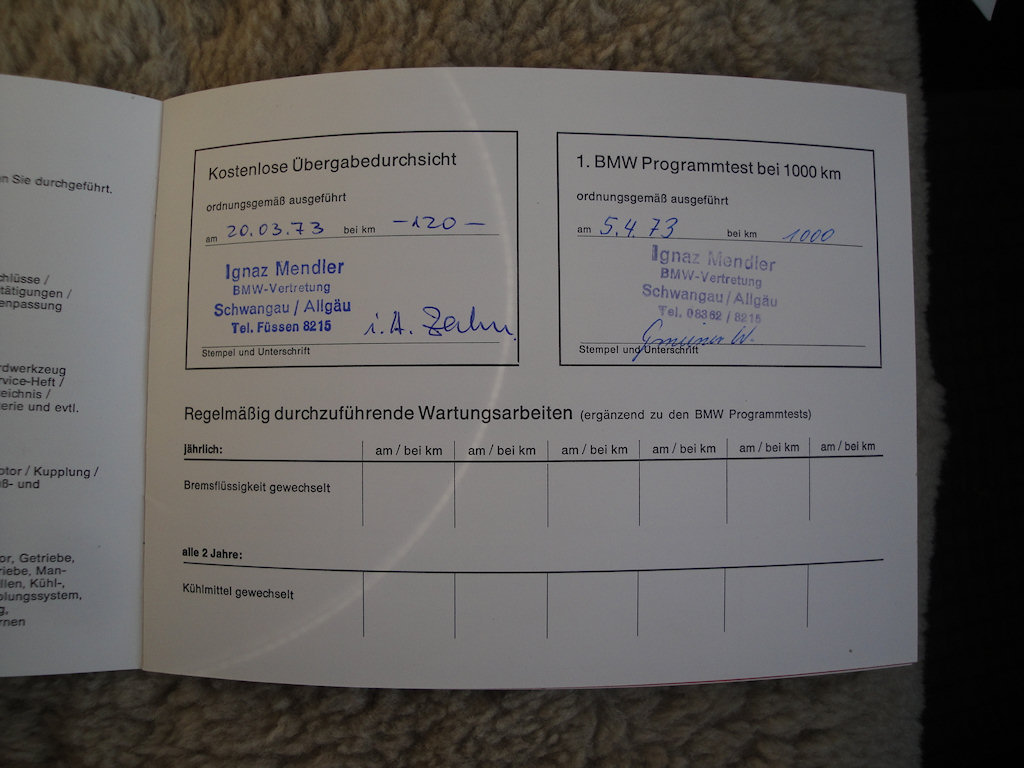 n Sie durchgeführt.
chlüsse /
tätigungen /
enpassung
rdwerkzeug
rvice-Heft /
eichnis /
erie und evtl.
otor / Kupplung /
ß- und
or, Getriebe,
riebe, Man-
llen, Kühl-,
olungssystem,
g,
rnen
Kostenlose Übergabedurchsicht
ordnungsgemäß ausgeführt
am 20.03.73 bei km -120-
Ignaz Mendler
BMW-Vertretung
Schwangau / Allgäu
Tel. Füssen 8215
i.A.
Stempel und Unterschrift
1. BMW Programmtest bei 1000 km
ordnungsgemäß ausgeführt
am 5.4.73 bei km 1000
Ignaz Mendler
BMW-Vertretung
Schwangau / Allgäu
Tel. 08362 / 8215
Stempel und Unterschrift
Regelmäßig durchzuführende Wartungsarbeiten (ergänzend zu den BMW Programmtests)
jährlich: am / bei km am / bei km am / bei km am / bei km am / bei km am / bei km
Bremsflüssigkeit gewechselt
alle 2 Jahre:
Kühlmittel gewechselt